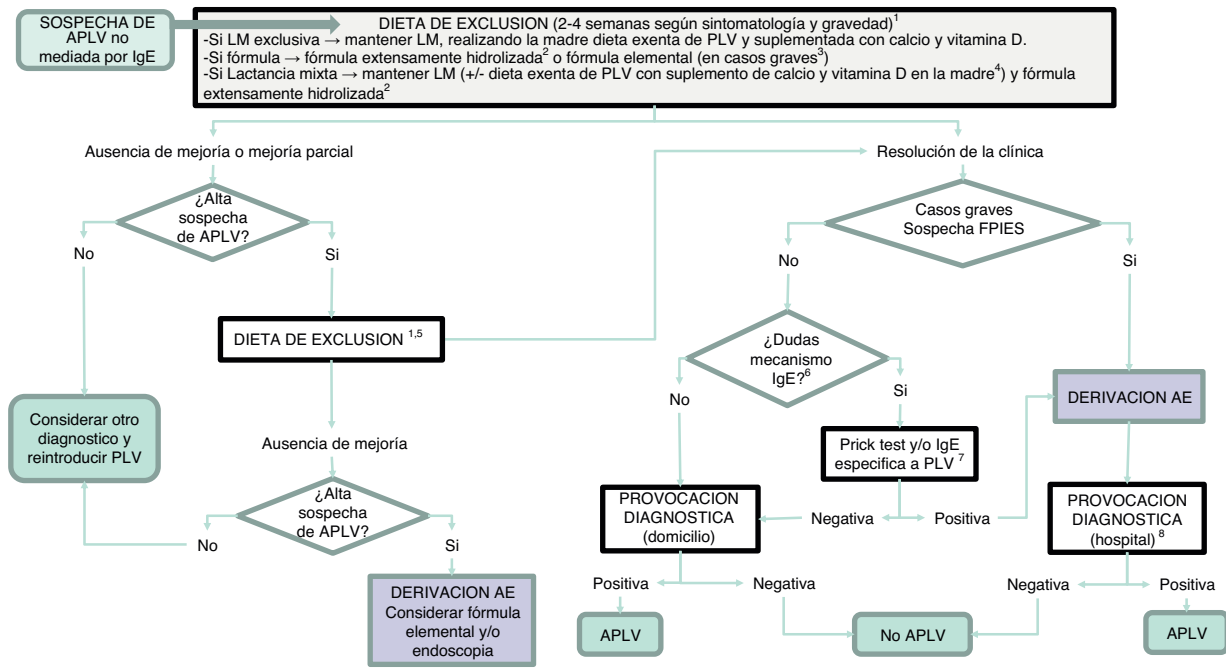 SOSPECHA DE
APLV no
mediada por IgE
DIETA DE EXCLUSION (2-4 semanas según sintomatología y gravedad)1
-Si LM exclusiva → mantener LM, realizando la madre dieta exenta de PLV y suplementada con calcio y vitamina D.
-Si fórmula → fórmula extensamente hidrolizada2 o fórmula elemental (en casos graves3)
-Si Lactancia mixta → mantener LM (+/- dieta exenta de PLV con suplemento de calcio y vitamina D en la madre4) y fórmula
extensamente hidrolizada2
Ausencia de mejoría o mejoría parcial
Resolución de la clínica
¿Alta
sospecha
de APLV?
No
Si
Casos graves
Sospecha FPIES
No
Si
DIETA DE EXCLUSION 1,5
¿Dudas
mecanismo
IgE?6
No
Si
DERIVACION AE
Considerar otro
diagnostico y
reintroducir PLV
Ausencia de mejoría
Prick test y/o IgE
especifica a PLV 7
¿Alta
sospecha
de APLV?
No
Si
PROVOCACION
DIAGNOSTICA
(domicilio)
Negativa
Positiva
PROVOCACION
DIAGNOSTICA
(hospital) 8
DERIVACION AE
Considerar fórmula
elemental y/o
endoscopia
Positiva
Negativa
Negativa
Positiva
APLV
No APLV
APLV